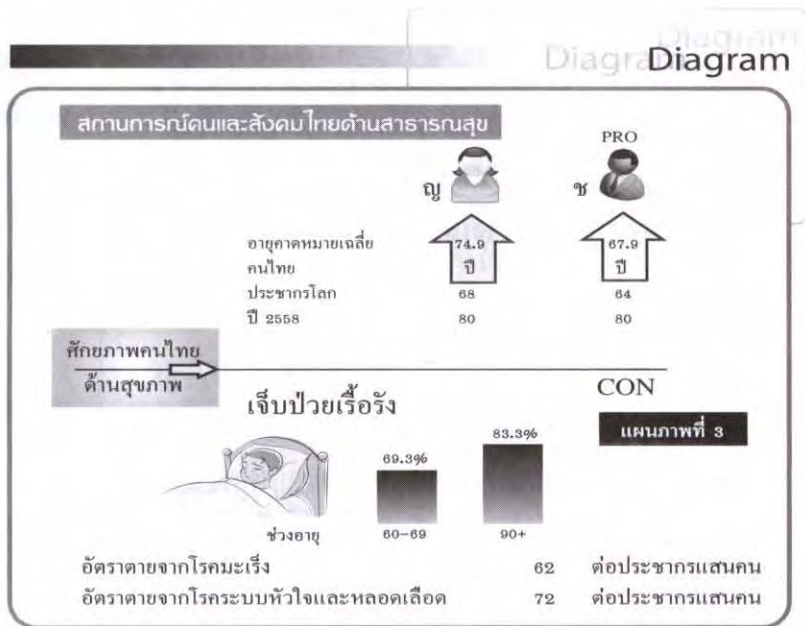 Diagram
สถานการณ์คนและสังคมไทยด้านสาธารณสุข
PRO
ญ ช
อายุคาดหมายเฉลี่ย 74.9 67.9
คนไทย ปี ปี
ประชากรโลก 68 64
ปี 2558 80 80
ศักยภาพคนไทย
ด้านสุขภาพ
CON
เจ็บป่วยเรื้อรัง
แผนภาพที่ 3
69.3% 83.3%
ช่วงอายุ 60-69 90+
อัตราตายจากโรคมะเร็ง 62 ต่อประชากรแสนคน
อัตราตายจากโรคระบบหัวใจและหลอดเลือด 72 ต่อประชากรแสนคน